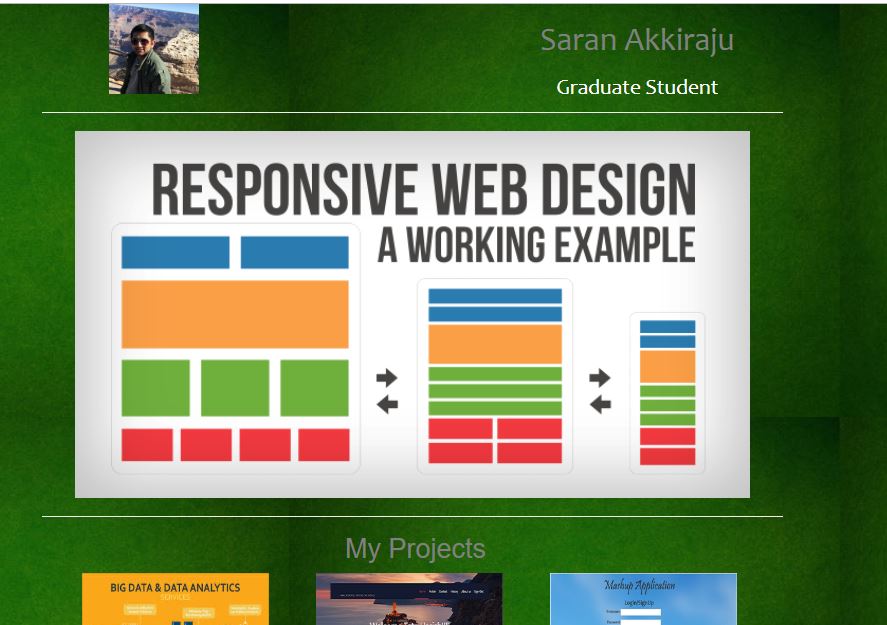 Saran Akkiraju
Graduate Student
RESPONSIVE WEB DESIGN
A WORKING EXAMPLE
My Projects
BIG DATA & DATA ANALYTICS
SERVICES
Mashup Application
Login/Sign Up